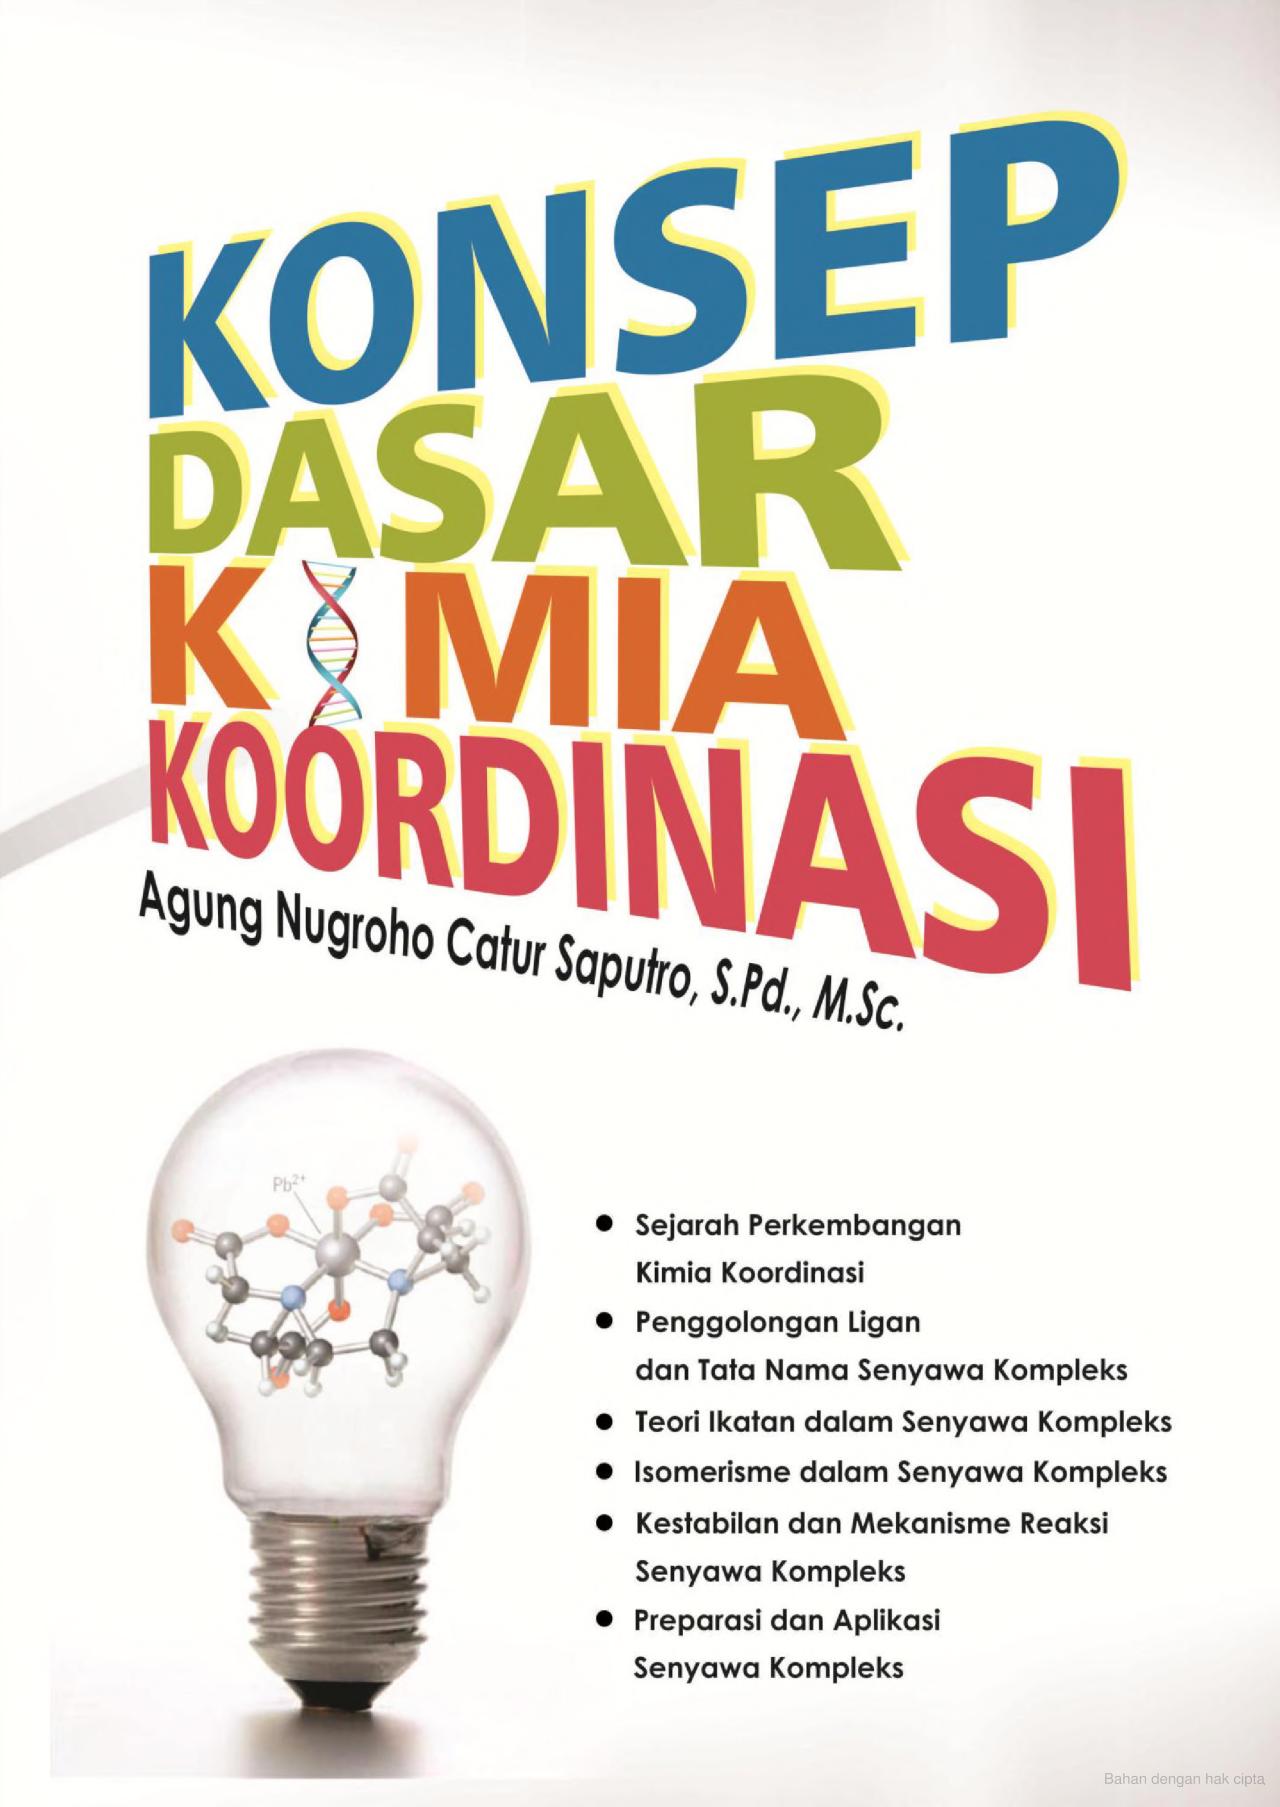 KONSEP
DASAR
KIMIA
KOORDINASI
Agung Nugroho Catur Saputro, S.Pd., M.Sc.
Pb²⁺
● Sejarah Perkembangan
Kimia Koordinasi
● Penggolongan Ligan
dan Tata Nama Senyawa Kompleks
● Teori Ikatan dalam Senyawa Kompleks
● Isomerisme dalam Senyawa Kompleks
● Kestabilan dan Mekanisme Reaksi
Senyawa Kompleks
● Preparasi dan Aplikasi
Senyawa Kompleks
Bahan dengan hak cipta